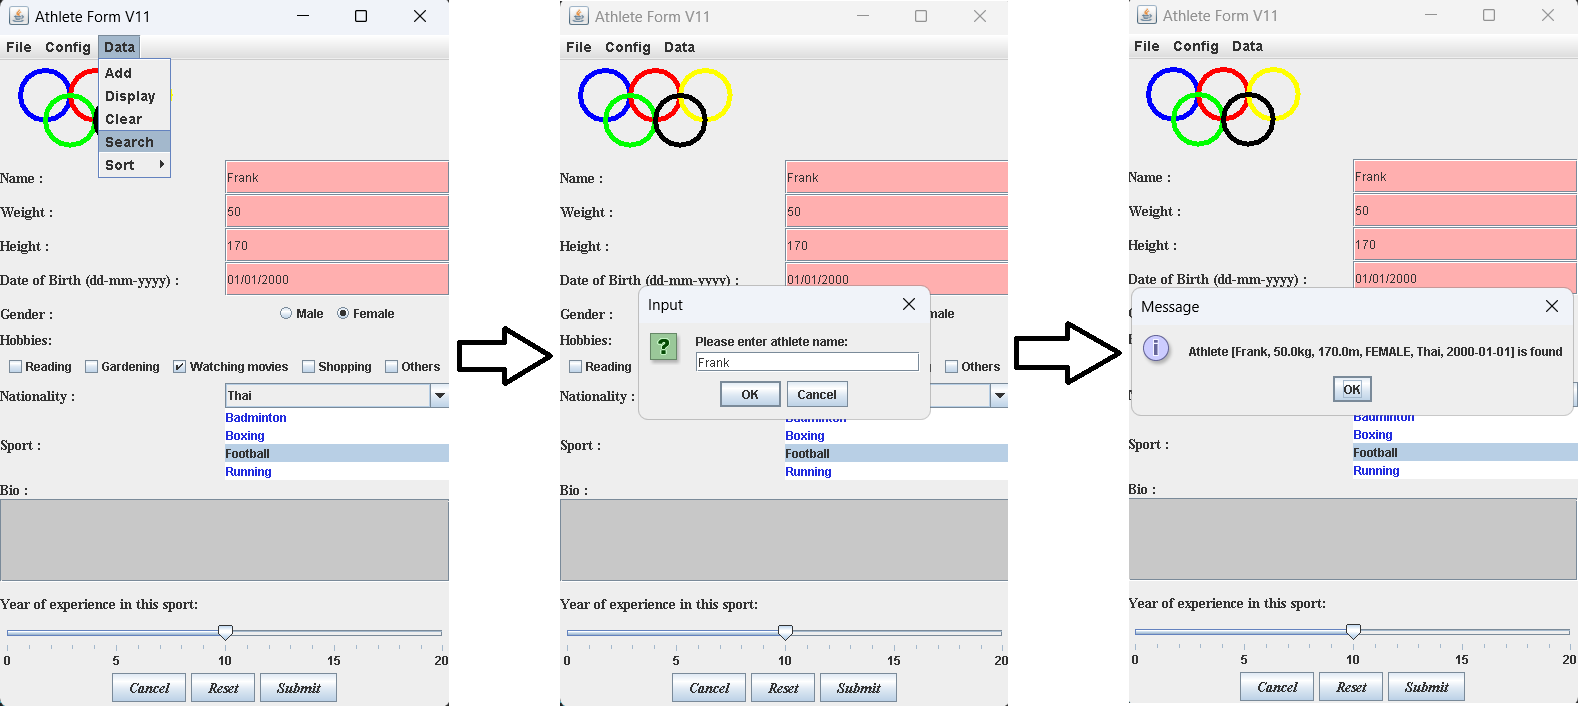 Athlete Form V11
File Config Data
Add
Display
Clear
Search
Sort
Name : Frank
Weight : 50
Height : 170
Date of Birth (dd-mm-yyyy) : 01/01/2000
Gender : Male Female
Hobbies:
Reading Gardening Watching movies Shopping Others
Nationality : Thai
Badminton
Boxing
Sport :
Football
Running
Bio :
Year of experience in this sport:
0 5 10 15 20
Cancel Reset Submit
Athlete Form V11
File Config Data
Name : Frank
Weight : 50
Height : 170
Date of Birth (dd-mm-yyyy) : 01/01/2000
Gender :
Hobbies:
Reading
Others
Nationality :
Input
Please enter athlete name:
Frank
OK Cancel
Badminton
Boxing
Sport :
Football
Running
Bio :
Year of experience in this sport:
0 5 10 15 20
Cancel Reset Submit
Athlete Form V11
File Config Data
Name : Frank
Weight : 50
Height : 170
Date of Birth (dd-mm-yyyy) : 01/01/2000
Message
Athlete [Frank, 50.0kg, 170.0m, FEMALE, Thai, 2000-01-01] is found
OK
Badminton
Boxing
Sport :
Football
Running
Bio :
Year of experience in this sport:
0 5 10 15 20
Cancel Reset Submit